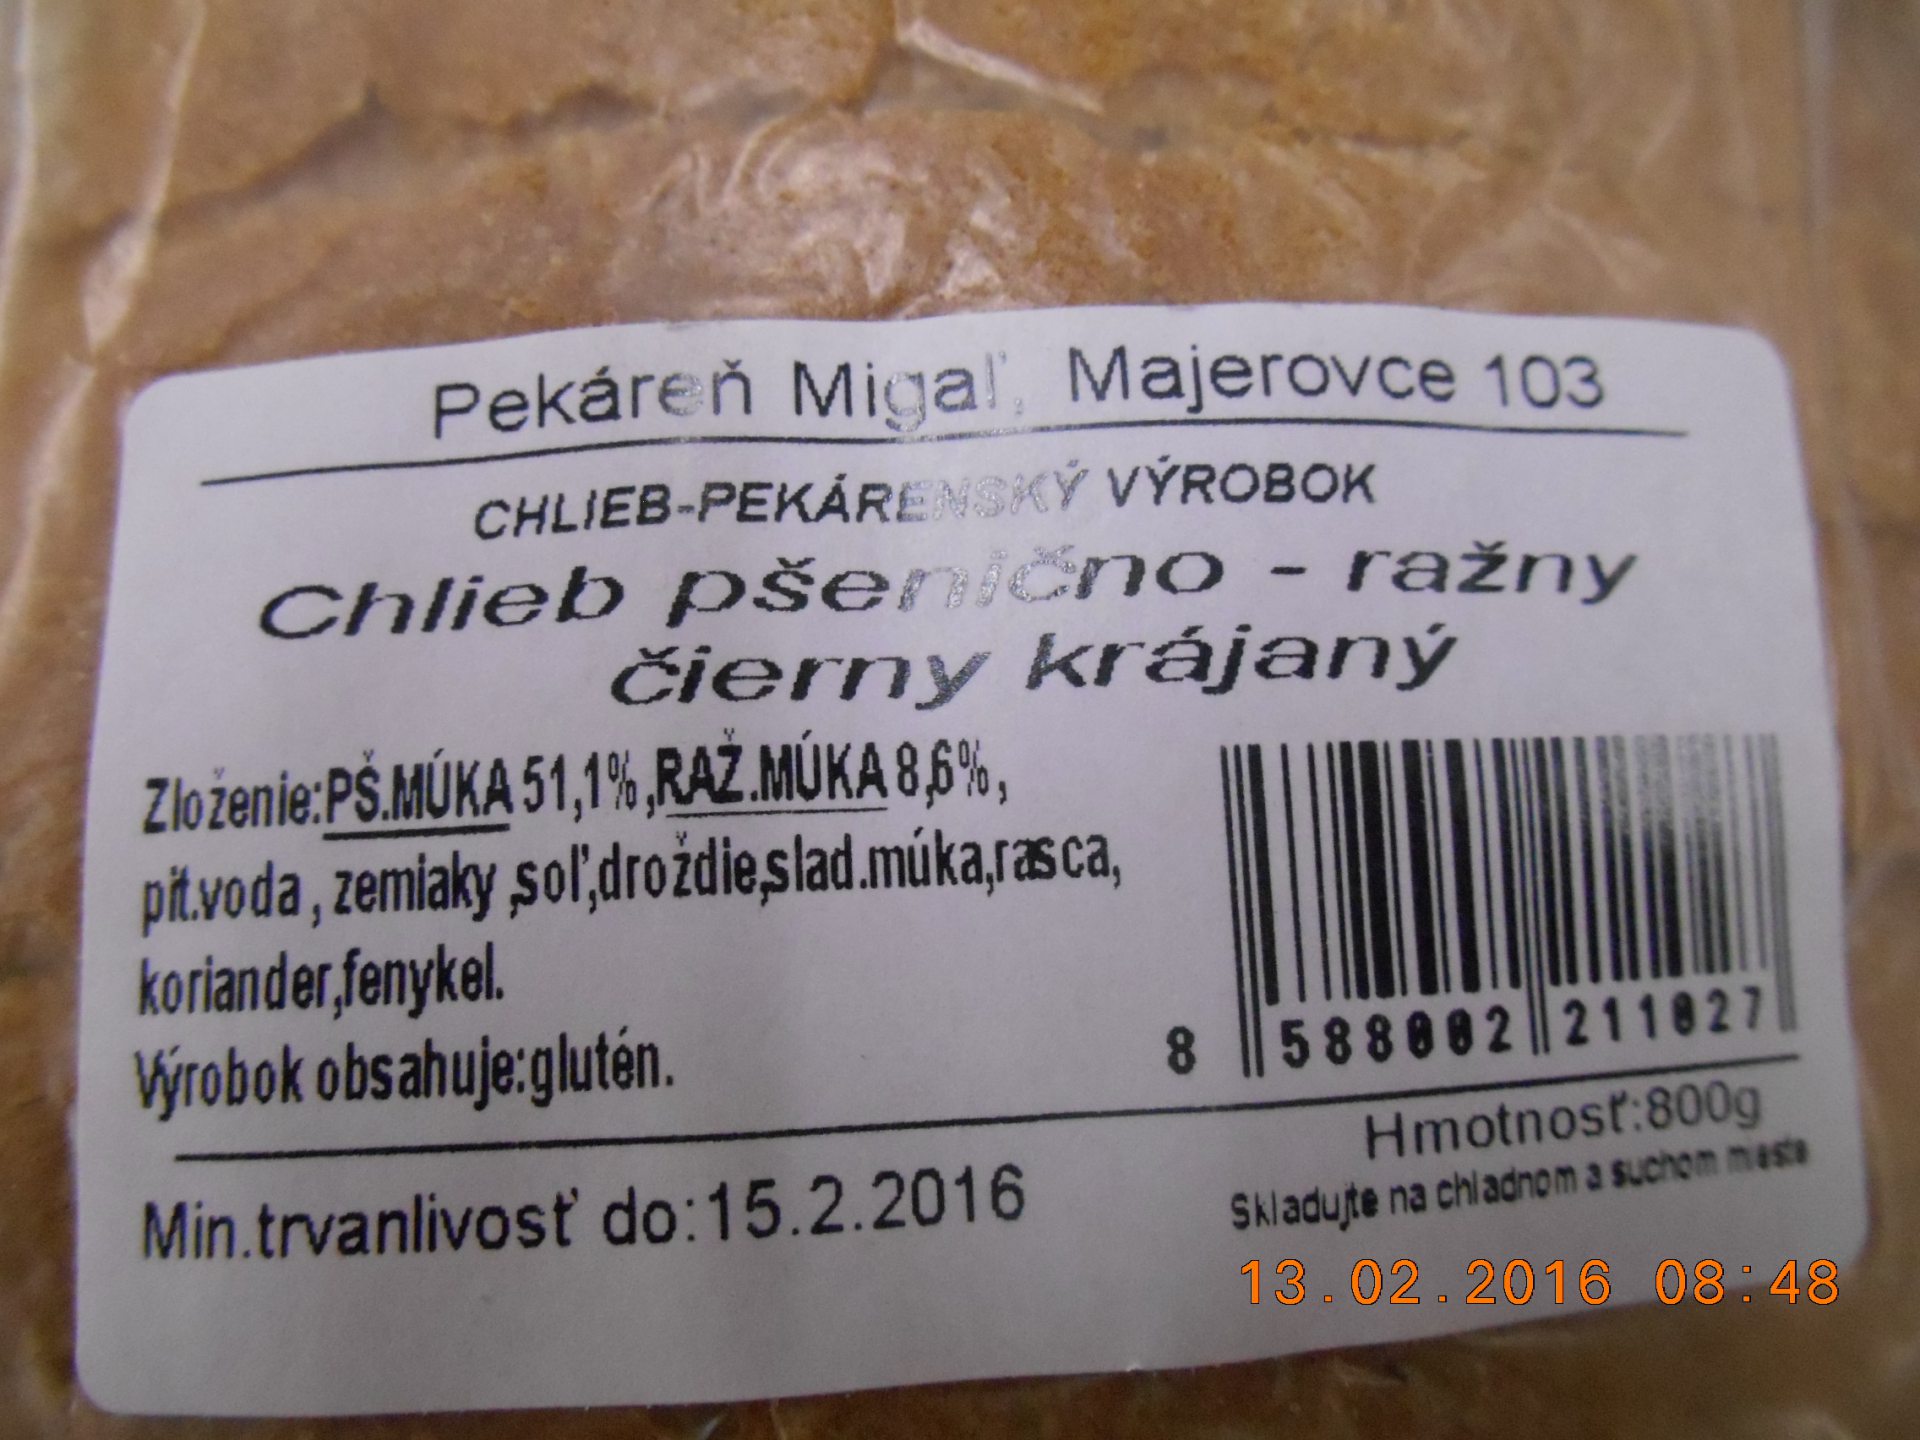 Pekáreň Migaľ, Majerovce 103
CHLIEB-PEKÁRENSKÝ VÝROBOK
Chlieb pšenično - ražny
čierny krájaný
Zloženie:PŠ.MÚKA 51,1%,RAŽ.MÚKA 8,6%,
pit.voda, zemiaky ,soľ,droždie,slad.múka,rasca,
koriander,fenykel.
Výrobok obsahuje:glutén.
8 588002 211027
Hmotnosť:800g
Skladujte na chladnom a suchom mieste
Min.trvanlivosť do:15.2.2016
13.02.2016 08:48